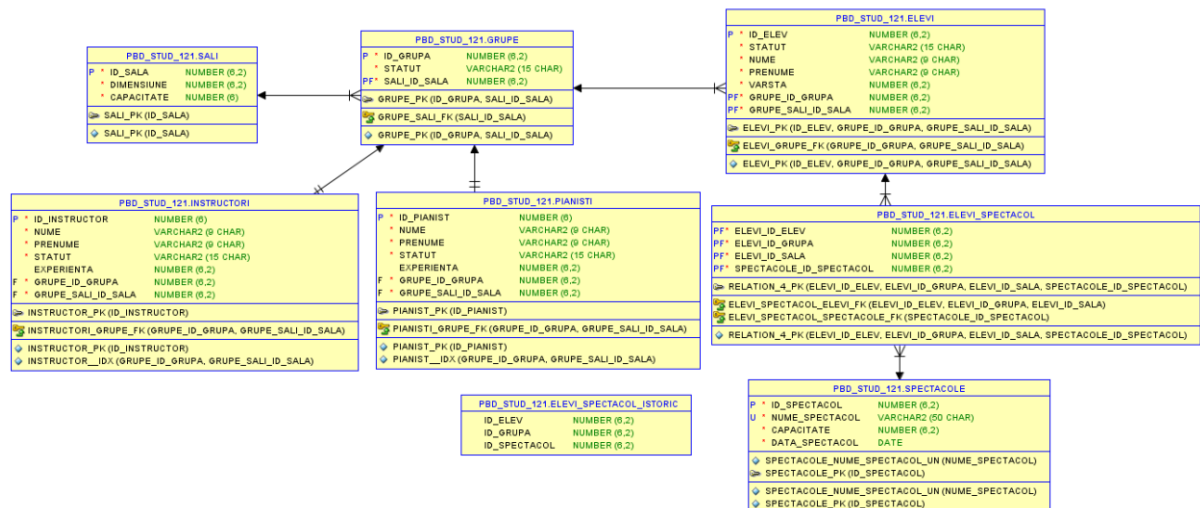 PBD_STUD_121.SALI
P * ID_SALA NUMBER (6,2)
* DIMENSIUNE NUMBER (6,2)
* CAPACITATE NUMBER (6)
SALI_PK (ID_SALA)
SALI_PK (ID_SALA)
PBD_STUD_121.GRUPE
P * ID_GRUPA NUMBER (6,2)
* STATUT VARCHAR2 (15 CHAR)
PF* SALI_ID_SALA NUMBER (6,2)
GRUPE_PK (ID_GRUPA, SALI_ID_SALA)
GRUPE_SALI_FK (SALI_ID_SALA)
GRUPE_PK (ID_GRUPA, SALI_ID_SALA)
PBD_STUD_121.ELEVI
P * ID_ELEV NUMBER (6,2)
* STATUT VARCHAR2 (15 CHAR)
* NUME VARCHAR2 (9 CHAR)
* PRENUME VARCHAR2 (9 CHAR)
* VARSTA NUMBER (6,2)
PF* GRUPE_ID_GRUPA NUMBER (6,2)
PF* GRUPE_SALI_ID_SALA NUMBER (6,2)
ELEVI_PK (ID_ELEV, GRUPE_ID_GRUPA, GRUPE_SALI_ID_SALA)
ELEVI_GRUPE_FK (GRUPE_ID_GRUPA, GRUPE_SALI_ID_SALA)
ELEVI_PK (ID_ELEV, GRUPE_ID_GRUPA, GRUPE_SALI_ID_SALA)
PBD_STUD_121.INSTRUCTORI
P * ID_INSTRUCTOR NUMBER (6)
* NUME VARCHAR2 (9 CHAR)
* PRENUME VARCHAR2 (9 CHAR)
* STATUT VARCHAR2 (15 CHAR)
EXPERIENTA NUMBER (6,2)
F * GRUPE_ID_GRUPA NUMBER (6,2)
F * GRUPE_SALI_ID_SALA NUMBER (6,2)
INSTRUCTOR_PK (ID_INSTRUCTOR)
INSTRUCTORI_GRUPE_FK (GRUPE_ID_GRUPA, GRUPE_SALI_ID_SALA)
INSTRUCTOR_PK (ID_INSTRUCTOR)
INSTRUCTOR__IDX (GRUPE_ID_GRUPA, GRUPE_SALI_ID_SALA)
PBD_STUD_121.PIANISTI
P * ID_PIANIST NUMBER (6)
* NUME VARCHAR2 (9 CHAR)
* PRENUME VARCHAR2 (9 CHAR)
* STATUT VARCHAR2 (15 CHAR)
EXPERIENTA NUMBER (6,2)
F * GRUPE_ID_GRUPA NUMBER (6,2)
F * GRUPE_SALI_ID_SALA NUMBER (6,2)
PIANIST_PK (ID_PIANIST)
PIANISTI_GRUPE_FK (GRUPE_ID_GRUPA, GRUPE_SALI_ID_SALA)
PIANIST_PK (ID_PIANIST)
PIANIST__IDX (GRUPE_ID_GRUPA, GRUPE_SALI_ID_SALA)
PBD_STUD_121.ELEVI_SPECTACOL
PF* ELEVI_ID_ELEV NUMBER (6,2)
PF* ELEVI_ID_GRUPA NUMBER (6,2)
PF* ELEVI_ID_SALA NUMBER (6,2)
PF* SPECTACOLE_ID_SPECTACOL NUMBER (6,2)
RELATION_4_PK (ELEVI_ID_ELEV, ELEVI_ID_GRUPA, ELEVI_ID_SALA, SPECTACOLE_ID_SPECTACOL)
ELEVI_SPECTACOL_ELEVI_FK (ELEVI_ID_ELEV, ELEVI_ID_GRUPA, ELEVI_ID_SALA)
ELEVI_SPECTACOL_SPECTACOLE_FK (SPECTACOLE_ID_SPECTACOL)
RELATION_4_PK (ELEVI_ID_ELEV, ELEVI_ID_GRUPA, ELEVI_ID_SALA, SPECTACOLE_ID_SPECTACOL)
PBD_STUD_121.ELEVI_SPECTACOL_ISTORIC
ID_ELEV NUMBER (6,2)
ID_GRUPA NUMBER (6,2)
ID_SPECTACOL NUMBER (6,2)
PBD_STUD_121.SPECTACOLE
P * ID_SPECTACOL NUMBER (6,2)
U * NUME_SPECTACOL VARCHAR2 (50 CHAR)
* CAPACITATE NUMBER (6,2)
* DATA_SPECTACOL DATE
SPECTACOLE_NUME_SPECTACOL_UN (NUME_SPECTACOL)
SPECTACOLE_PK (ID_SPECTACOL)
SPECTACOLE_NUME_SPECTACOL_UN (NUME_SPECTACOL)
SPECTACOLE_PK (ID_SPECTACOL)